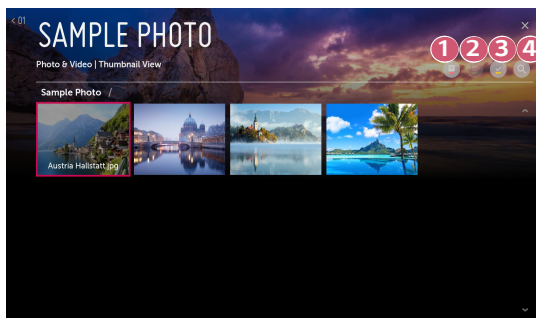 < 01
SAMPLE PHOTO
1 2 3 4
Photo & Video | Thumbnail View
Sample Photo /
Austria Hallstatt.jpg